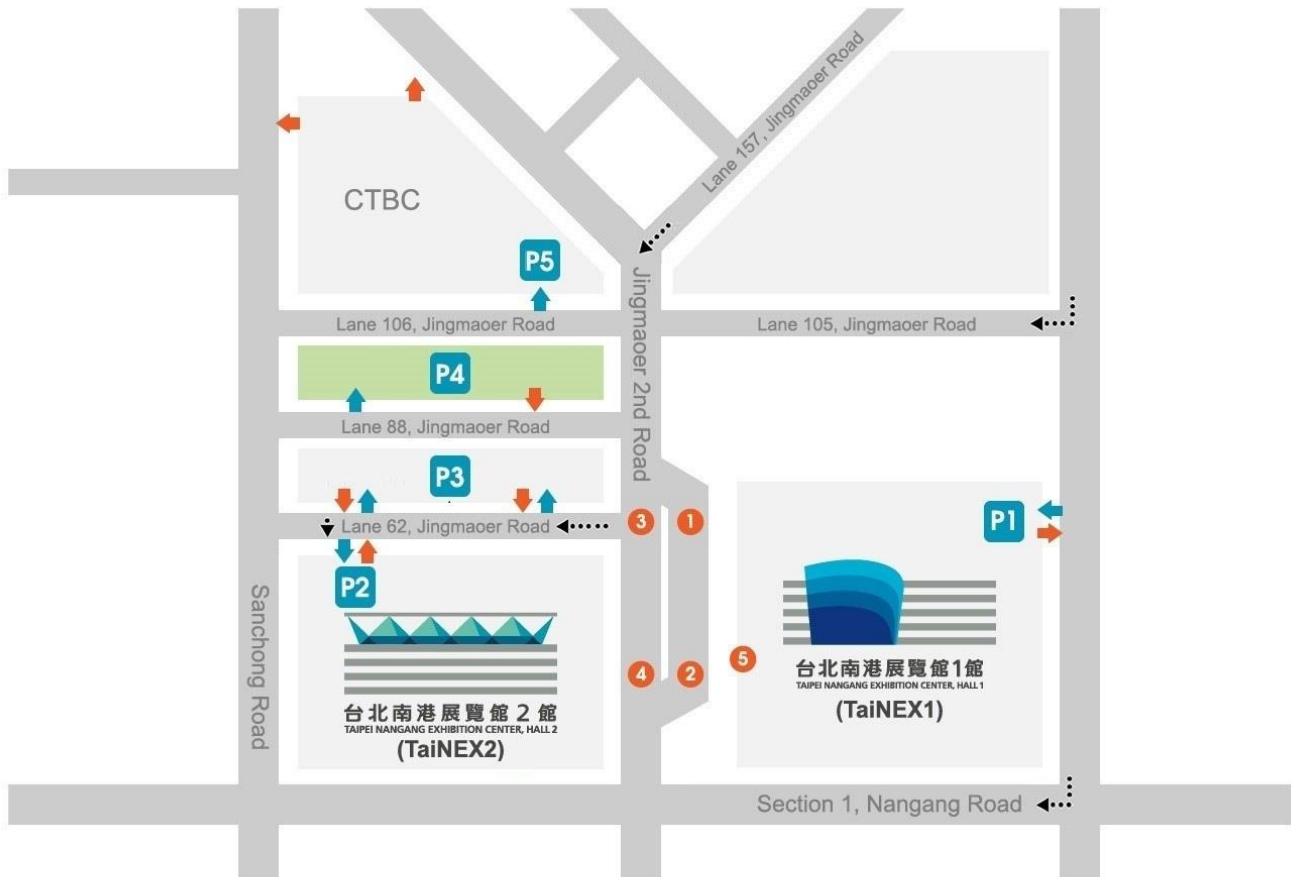 Lane 157, Jingmaoer Road
CTBC
P5
Jingmaoer 2nd Road
Lane 106, Jingmaoer Road
Lane 105, Jingmaoer Road
P4
Lane 88, Jingmaoer Road
P3
P1
3
1
Lane 62, Jingmaoer Road
P2
Sanchong Road
5
4
2
台北南港展覽館1館
TAIPEI NANGANG EXHIBITION CENTER, HALL 1
(TaiNEX1)
台北南港展覽館2館
TAIPEI NANGANG EXHIBITION CENTER, HALL 2
(TaiNEX2)
Section 1, Nangang Road